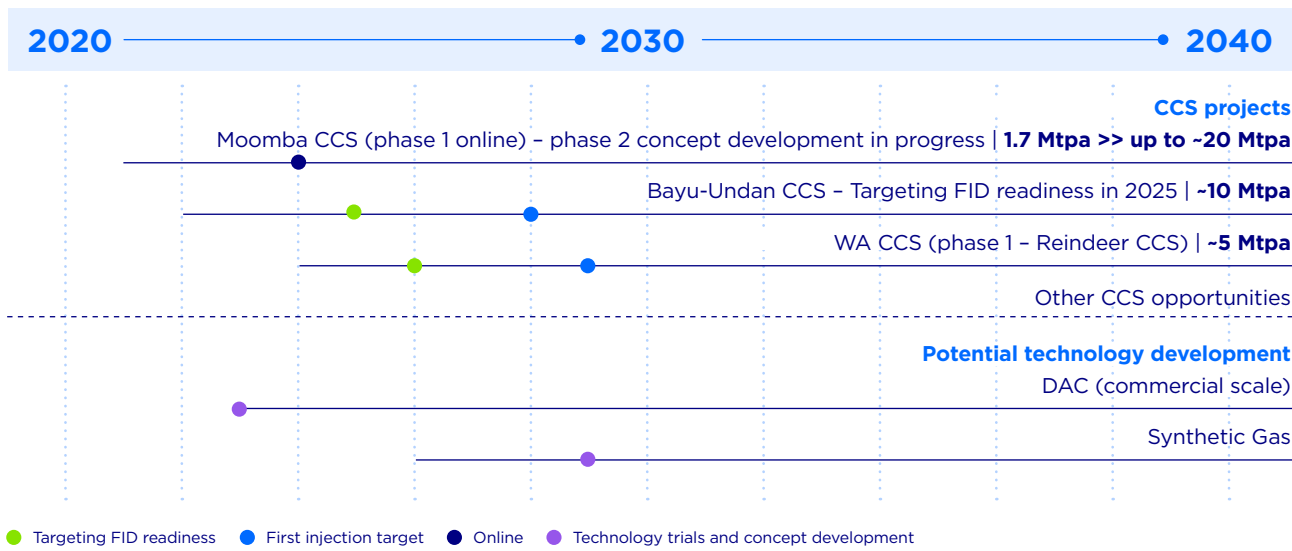 2020 2030 2040
CCS projects
Moomba CCS (phase 1 online) – phase 2 concept development in progress | 1.7 Mtpa >> up to ~20 Mtpa
Bayu-Undan CCS – Targeting FID readiness in 2025 | ~10 Mtpa
WA CCS (phase 1 – Reindeer CCS) | ~5 Mtpa
Other CCS opportunities
Potential technology development
DAC (commercial scale)
Synthetic Gas
Targeting FID readiness First injection target Online Technology trials and concept development